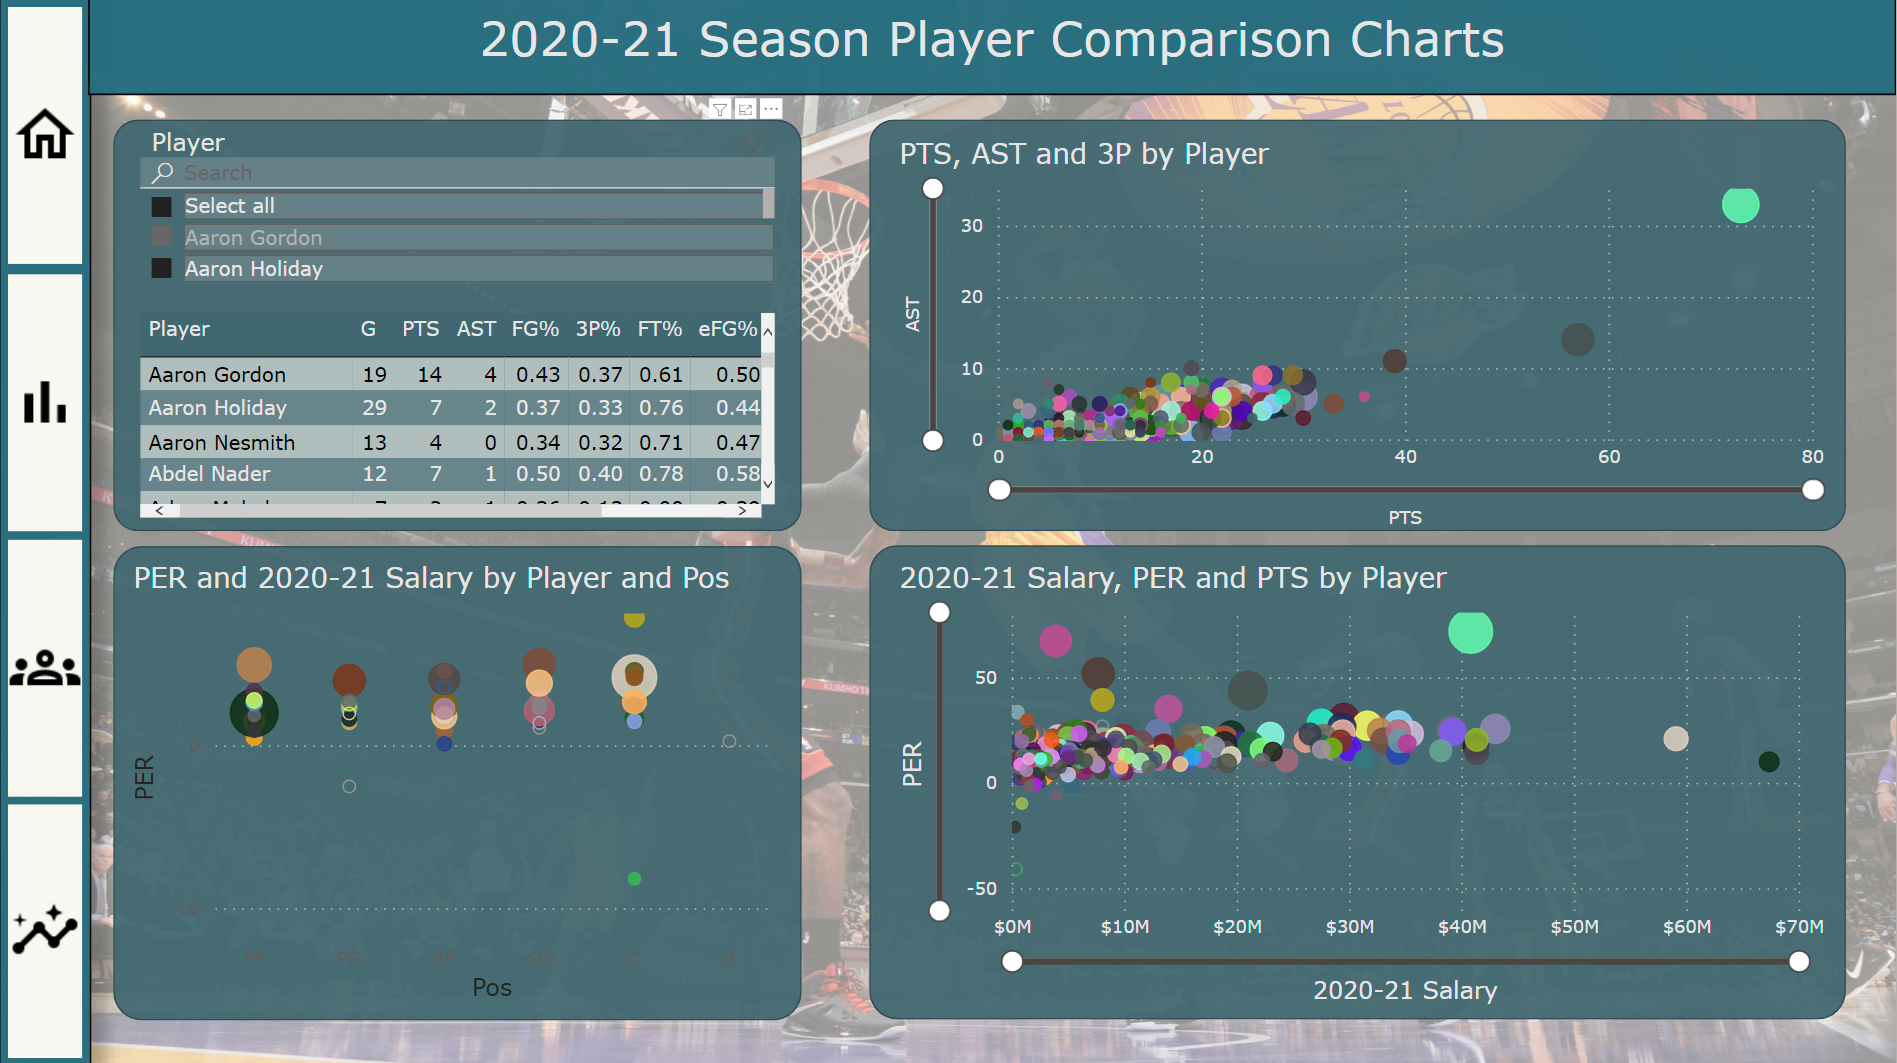 2020-21 Season Player Comparison Charts
Player
Search
Select all
Aaron Gordon
Aaron Holiday
Player G PTS AST FG% 3P% FT% eFG%
Aaron Gordon 19 14 4 0.43 0.37 0.61 0.50
Aaron Holiday 29 7 2 0.37 0.33 0.76 0.44
Aaron Nesmith 13 4 0 0.34 0.32 0.71 0.47
Abdel Nader 12 7 1 0.50 0.40 0.78 0.58
PTS, AST and 3P by Player
AST
30
20
10
0
0 20 40 60 80
PTS
PER and 2020-21 Salary by Player and Pos
PER
0
-50
PF PG SF SG C G
Pos
2020-21 Salary, PER and PTS by Player
PER
50
0
-50
$0M $10M $20M $30M $40M $50M $60M $70M
2020-21 Salary